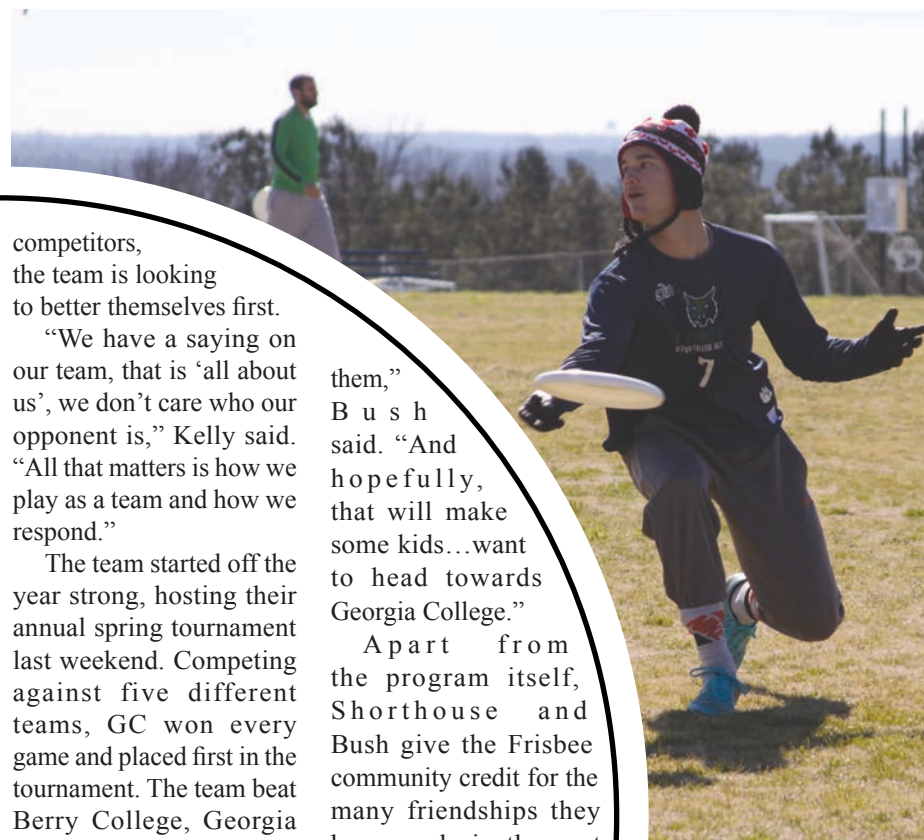 competitors,
the team is looking
to better themselves first.
“We have a saying on
our team, that is ‘all about
us’, we don’t care who our
opponent is,” Kelly said.
“All that matters is how we
play as a team and how we
respond.”
The team started off the
year strong, hosting their
annual spring tournament
last weekend. Competing
against five different
teams, GC won every
game and placed first in the
tournament. The team beat
Berry College, Georgia
them,”
Bush
said. “And
hopefully,
that will make
some kids…want
to head towards
Georgia College.”
Apart from
the program itself,
Shorthouse and
Bush give the Frisbee
community credit for the
many friendships they
7